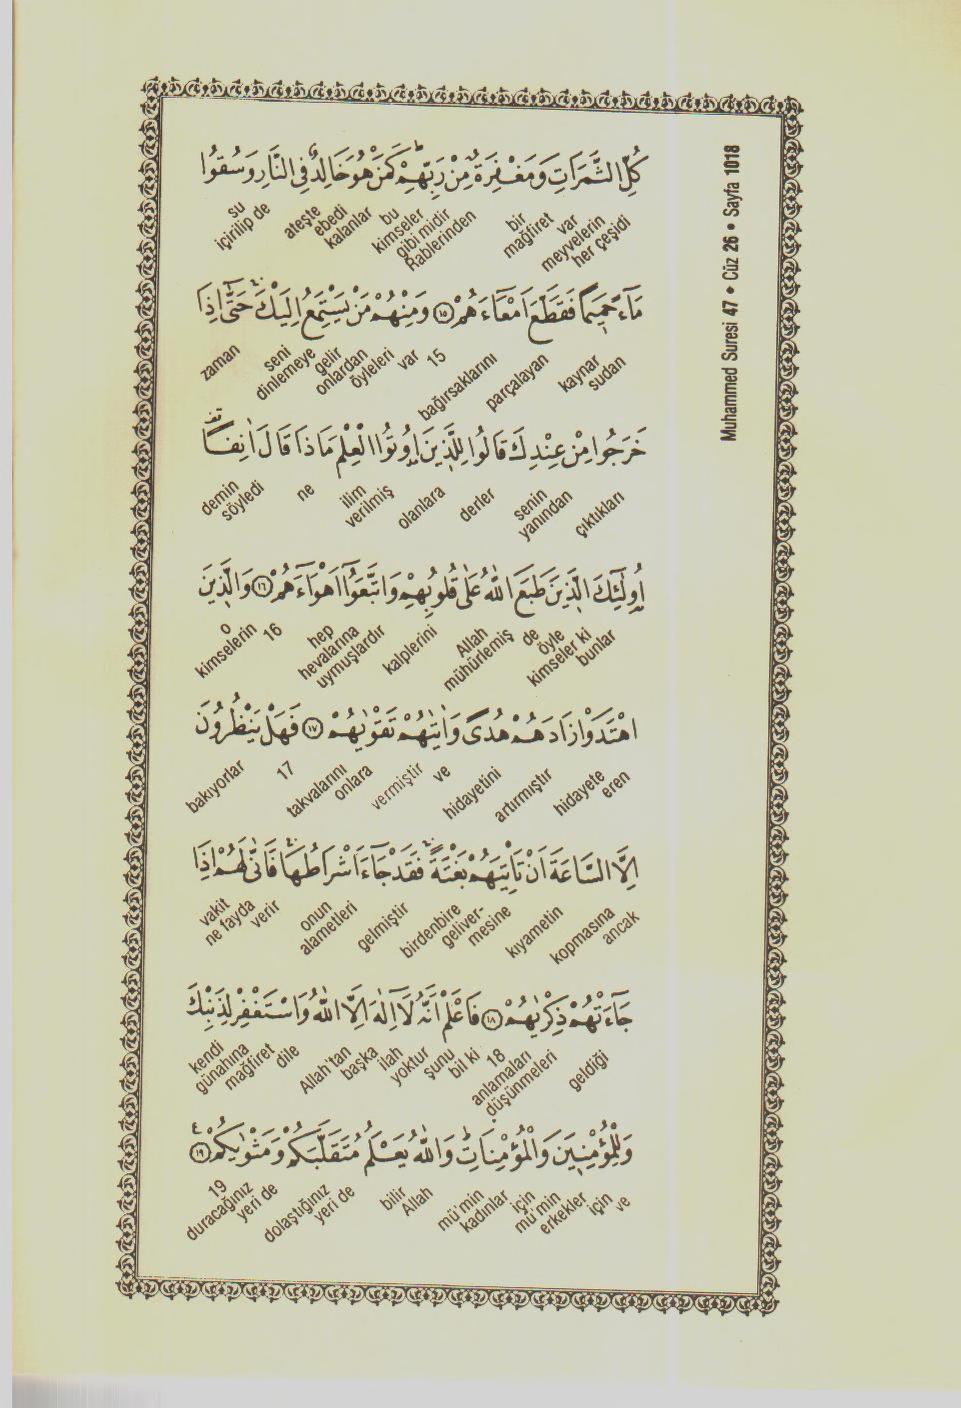 Muhammed Suresi 47 • Cüz 26 • Sayfa 1018
كُلِّ الثَّمَرَاتِ وَمَغْفِرَةٌ مِنْ رَبِّهِمْ كَمَنْ هُوَ خَالِدٌ فِي النَّارِ وَسُقُوا
her çeşidi meyvelerin var mağfiret bir Rablerinden gibi midir kimseler bu kalanlar ebedi ateşte içirilip de su
مَاءً حَمِيمًا فَقَطَّعَ اَمْعَاءَهُمْ ﴿١٥﴾ وَمِنْهُمْ مَنْ يَسْتَمِعُ اِلَيْكَ حَتّٰى اِذَا
sudan kaynar parçalayan bağırsaklarını 15 var öyleleri onlardan gelir dinlemeye seni zaman
خَرَجُوا مِنْ عِنْدِكَ قَالُوا لِلَّذِينَ اُوتُوا الْعِلْمَ مَاذَا قَالَ اٰنِفًا
çıktıkları yanından senin derler olanlara verilmiş ilim ne söyledi demin
اُولٰئِكَ الَّذِينَ طَبَعَ اللّٰهُ عَلٰى قُلُوبِهِمْ وَاتَّبَعُوا اَهْوَاءَهُمْ ﴿١٦﴾ وَالَّذِينَ
bunlar kimseler ki öyle de mühürlemiş Allah kalplerini uymuşlardır hevalarına hep 16 kimselerin o
اهْتَدَوْا زَادَهُمْ هُدًى وَاٰتٰيهُمْ تَقْوٰيهُمْ ﴿١٧﴾ فَهَلْ يَنْظُرُونَ
eren hidayete artırmıştır hidayetini ve vermiştir onlara takvalarını 17 bakıyorlar
اِلَّا السَّاعَةَ اَنْ تَأْتِيَهُمْ بَغْتَةً فَقَدْ جَاءَ اَشْرَاطُهَا فَاَنّٰى لَهُمْ اِذَا
ancak kopmasına kıyametin mesine geliver- birdenbire gelmiştir alametleri onun verir ne fayda vakit
جَاءَتْهُمْ ذِكْرٰيهُمْ ﴿١٨﴾ فَاعْلَمْ اَنَّهُ لَا اِلٰهَ اِلَّا اللّٰهُ وَاسْتَغْفِرْ لِذَنْبِكَ
geldiği düşünmeleri anlamaları 18 bil ki şunu yoktur ilah başka Allah'tan dile mağfiret günahına kendi
وَلِلْمُؤْمِنِينَ وَالْمُؤْمِنَاتِ وَاللّٰهُ يَعْلَمُ مُتَقَلَّبَكُمْ وَمَثْوٰيكُمْ ﴿١٩﴾
ve için erkekler mü'min için kadınlar mü'min Allah bilir yeri de dolaştığınız yeri de duracağınız 19